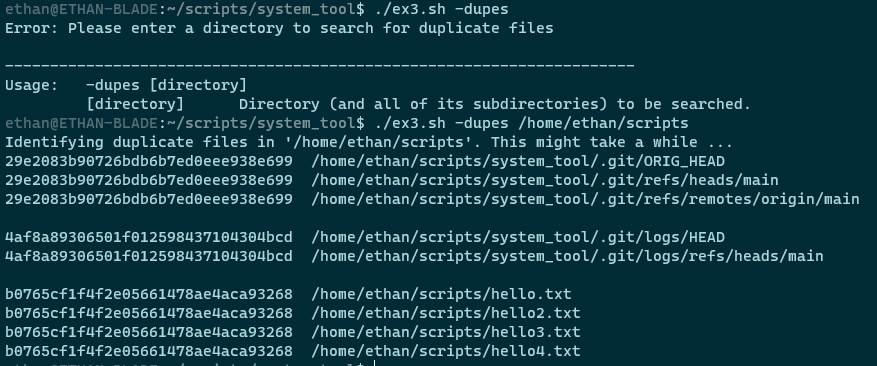 ethan@ETHAN-BLADE:~/scripts/system_tool$ ./ex3.sh -dupes
Error: Please enter a directory to search for duplicate files
----------------------------------------------------------------------
Usage:   -dupes [directory]
         [directory]      Directory (and all of its subdirectories) to be searched.
ethan@ETHAN-BLADE:~/scripts/system_tool$ ./ex3.sh -dupes /home/ethan/scripts
Identifying duplicate files in '/home/ethan/scripts'. This might take a while ...
29e2083b90726bdb6b7ed0eee938e699  /home/ethan/scripts/system_tool/.git/ORIG_HEAD
29e2083b90726bdb6b7ed0eee938e699  /home/ethan/scripts/system_tool/.git/refs/heads/main
29e2083b90726bdb6b7ed0eee938e699  /home/ethan/scripts/system_tool/.git/refs/remotes/origin/main

4af8a89306501f012598437104304bcd  /home/ethan/scripts/system_tool/.git/logs/HEAD
4af8a89306501f012598437104304bcd  /home/ethan/scripts/system_tool/.git/logs/refs/heads/main

b0765cf1f4f2e05661478ae4aca93268  /home/ethan/scripts/hello.txt
b0765cf1f4f2e05661478ae4aca93268  /home/ethan/scripts/hello2.txt
b0765cf1f4f2e05661478ae4aca93268  /home/ethan/scripts/hello3.txt
b0765cf1f4f2e05661478ae4aca93268  /home/ethan/scripts/hello4.txt